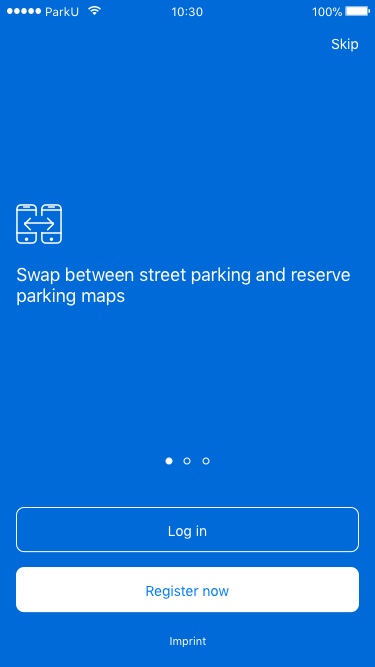 ParkU 10:30 100%
Skip
Swap between street parking and reserve
parking maps
Log in
Register now
Imprint